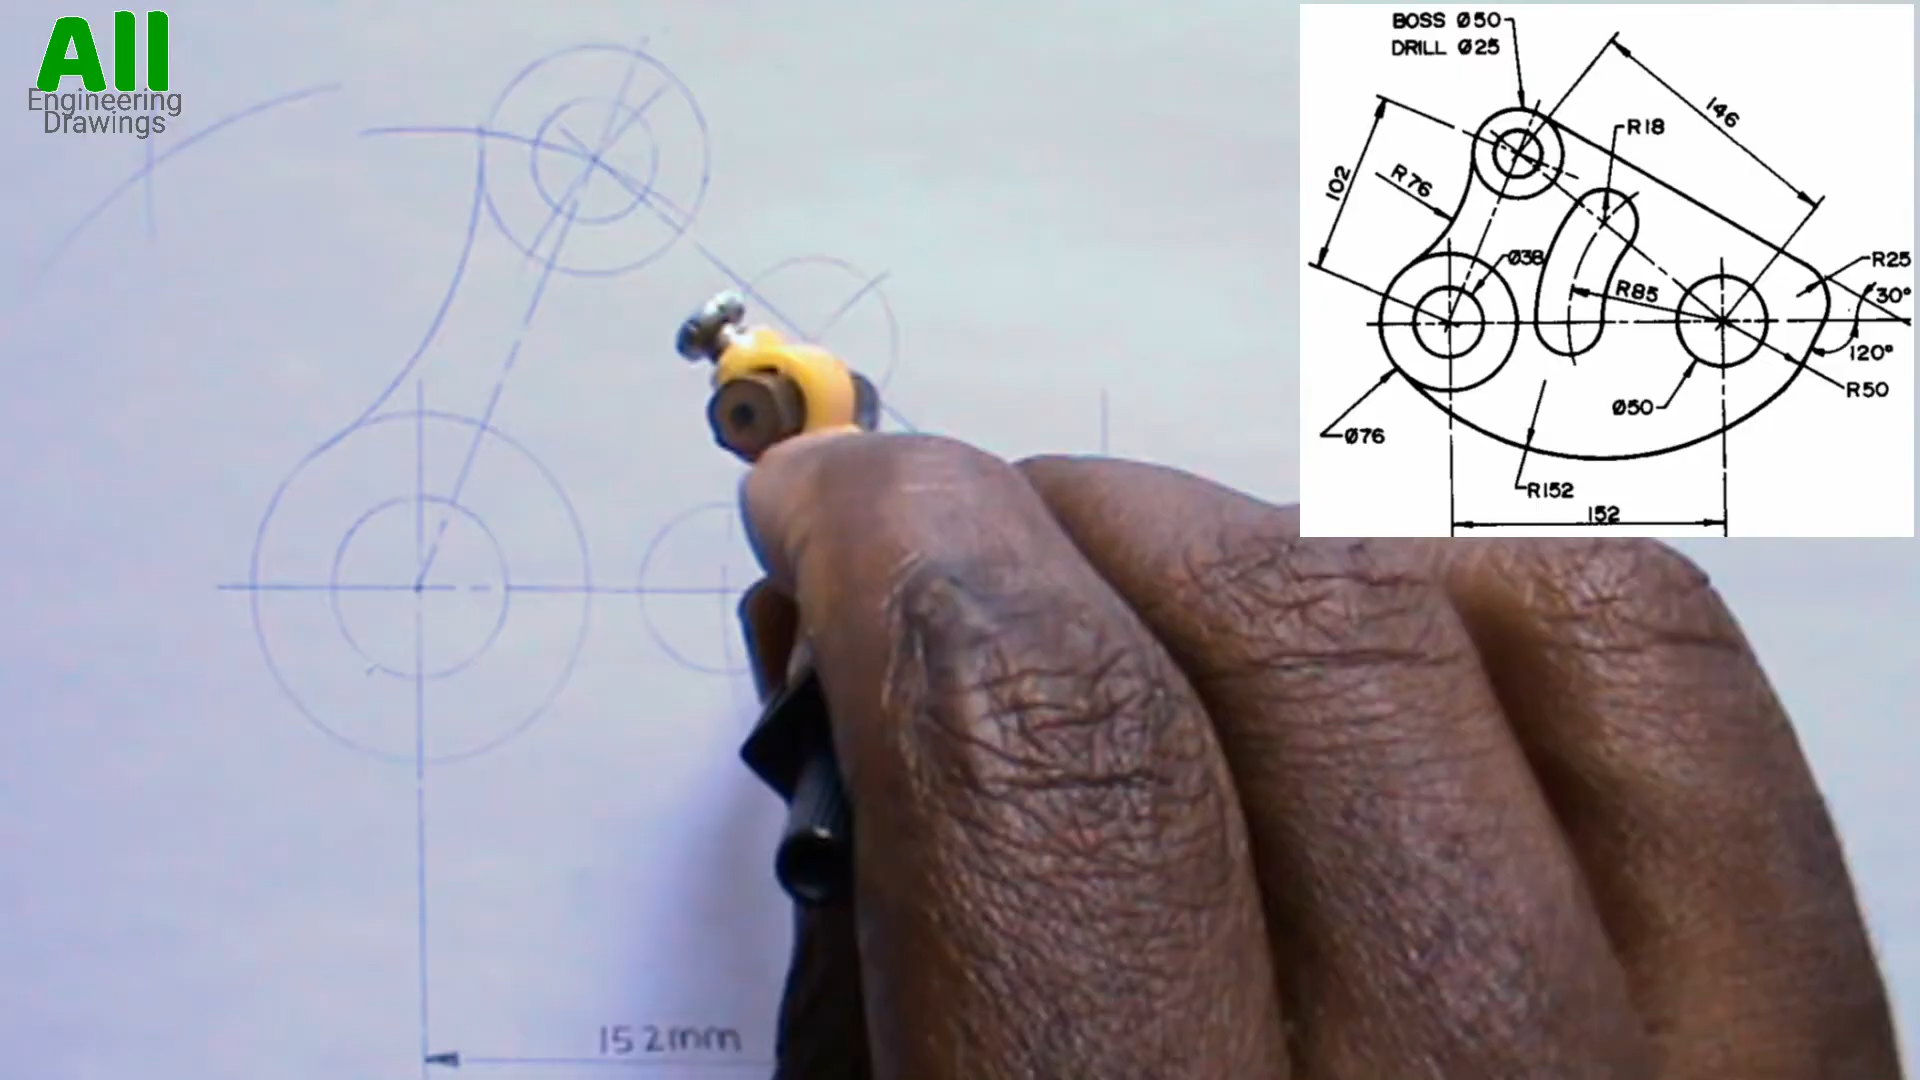 All
Engineering
Drawings
BOSS Ø50
DRILL Ø25
146
R18
102
R76
Ø38
R85
R25
30°
120°
R50
Ø50
Ø76
R152
152
152mm